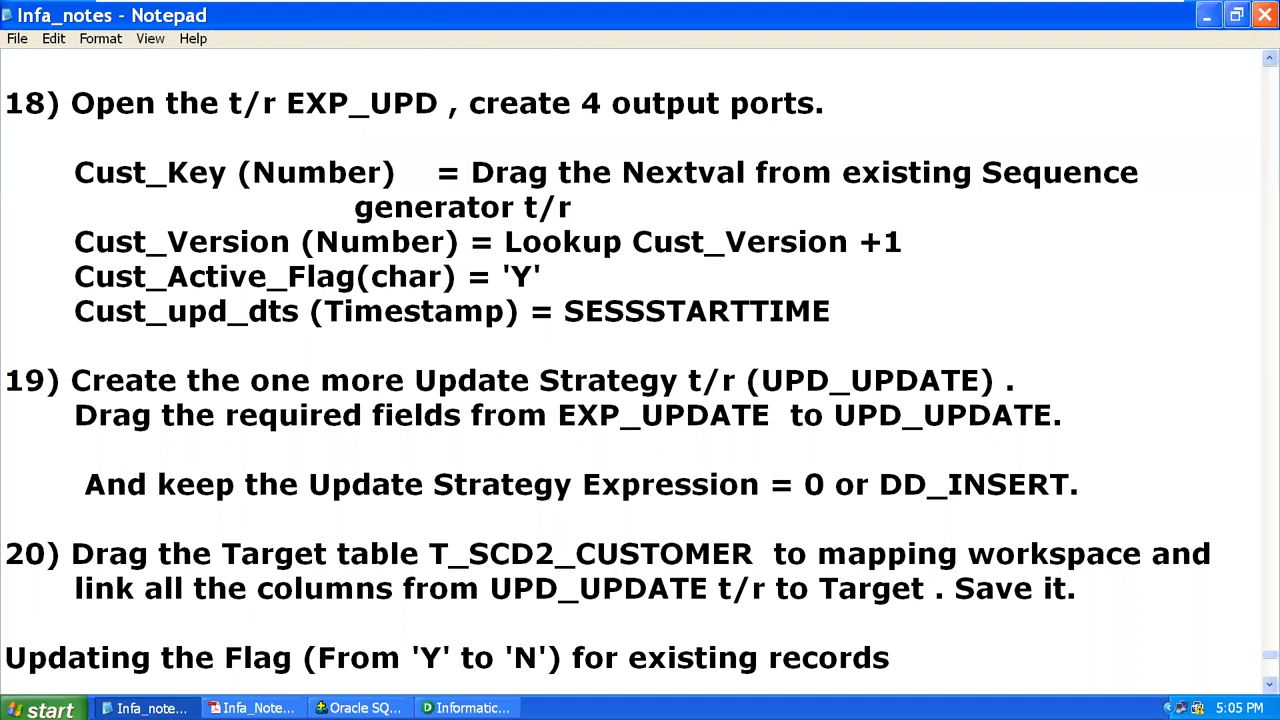 Infa_notes - Notepad
File Edit Format View Help
18) Open the t/r EXP_UPD , create 4 output ports.
Cust_Key (Number) = Drag the Nextval from existing Sequence
generator t/r
Cust_Version (Number) = Lookup Cust_Version +1
Cust_Active_Flag(char) = 'Y'
Cust_upd_dts (Timestamp) = SESSSTARTTIME
19) Create the one more Update Strategy t/r (UPD_UPDATE) .
Drag the required fields from EXP_UPDATE to UPD_UPDATE.
And keep the Update Strategy Expression = 0 or DD_INSERT.
20) Drag the Target table T_SCD2_CUSTOMER to mapping workspace and
link all the columns from UPD_UPDATE t/r to Target . Save it.
Updating the Flag (From 'Y' to 'N') for existing records
start Infa_note... Infa_Note... Oracle SQ... Informatic... 5:05 PM